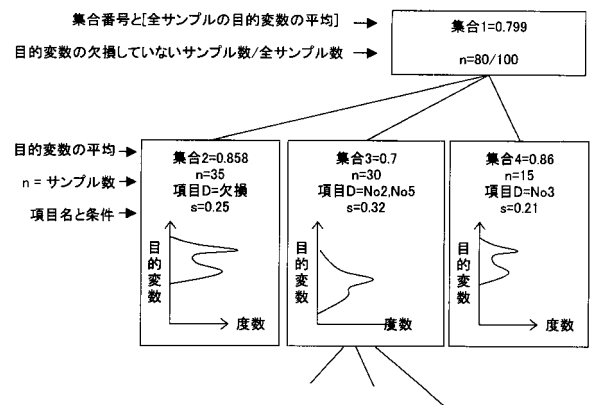 集合番号と[全サンプルの目的変数の平均]
集合1=0.799
目的変数の欠損していないサンプル数/全サンプル数
n=80/100
目的変数の平均
n = サンプル数
項目名と条件
集合2=0.858
n=35
項目D=欠損
s=0.25
目的変数
度数
集合3=0.7
n=30
項目D=No2,No5
s=0.32
目的変数
度数
集合4=0.86
n=15
項目D=No3
s=0.21
目的変数
度数